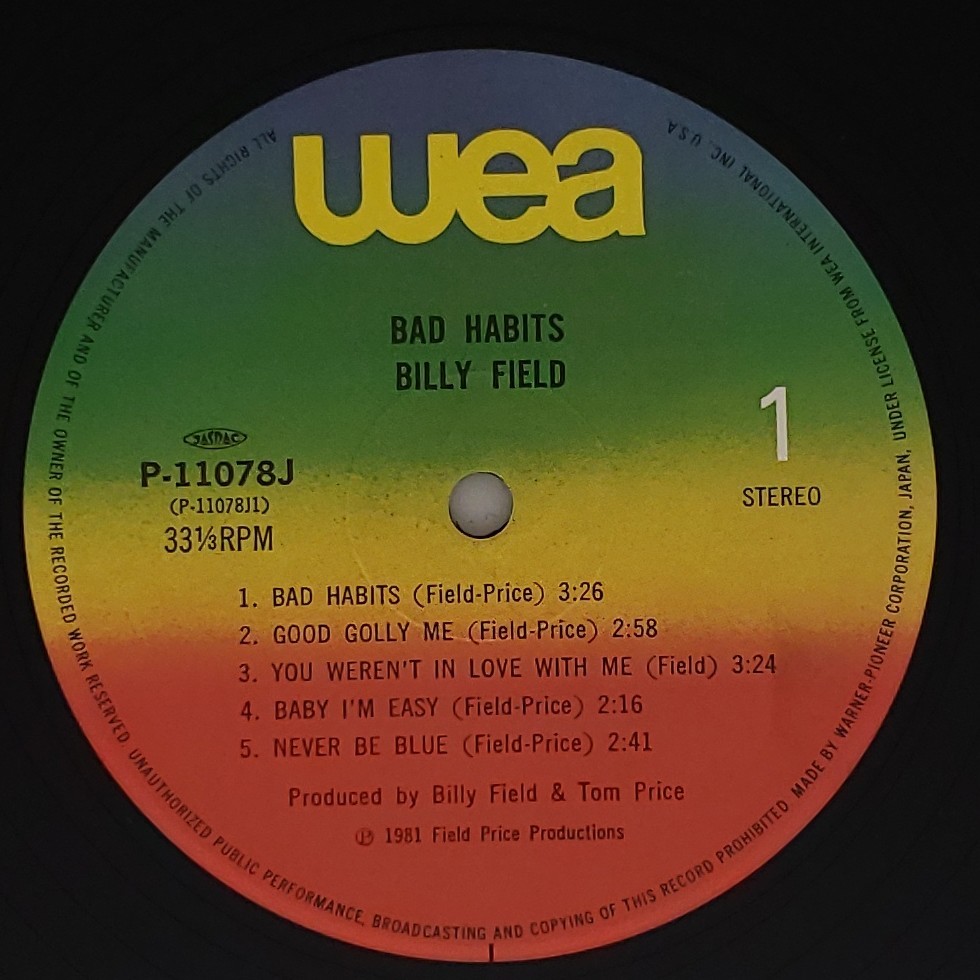 wea
BAD HABITS
BILLY FIELD
1
STEREO
JASRAC
P-11078J
(P-11078J1)
33⅓RPM
1. BAD HABITS (Field-Price) 3:26
2. GOOD GOLLY ME (Field-Price) 2:58
3. YOU WEREN'T IN LOVE WITH ME (Field) 3:24
4. BABY I'M EASY (Field-Price) 2:16
5. NEVER BE BLUE (Field-Price) 2:41
Produced by Billy Field & Tom Price
℗ 1981 Field Price Productions
ALL RIGHTS OF THE MANUFACTURER AND OF THE OWNER OF THE RECORDED WORK RESERVED. UNAUTHORIZED PUBLIC PERFORMANCE, BROADCASTING AND COPYING OF THIS RECORD PROHIBITED. MADE BY WARNER-PIONEER CORPORATION, JAPAN, UNDER LICENSE FROM WEA INTERNATIONAL INC. U.S.A.